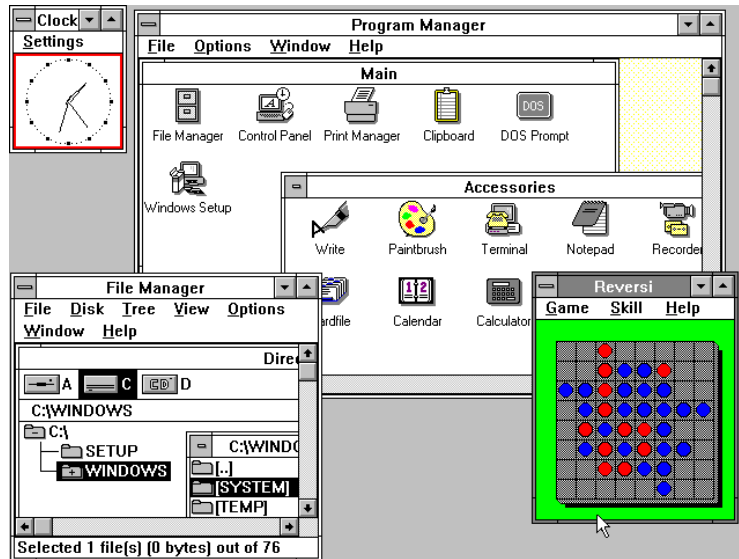 Clock
Settings
Program Manager
File Options Window Help
Main
File Manager Control Panel Print Manager Clipboard DOS Prompt
DOS
Windows Setup
Accessories
Write Paintbrush Terminal Notepad Recorder
rdfile Calendar Calculator
File Manager
File Disk Tree View Options
Window Help
Direc
A C D
C:\WINDOWS
C:\
SETUP
WINDOWS
C:\WINDO
[..]
[SYSTEM]
[TEMP]
Selected 1 file(s) (0 bytes) out of 76
Reversi
Game Skill Help